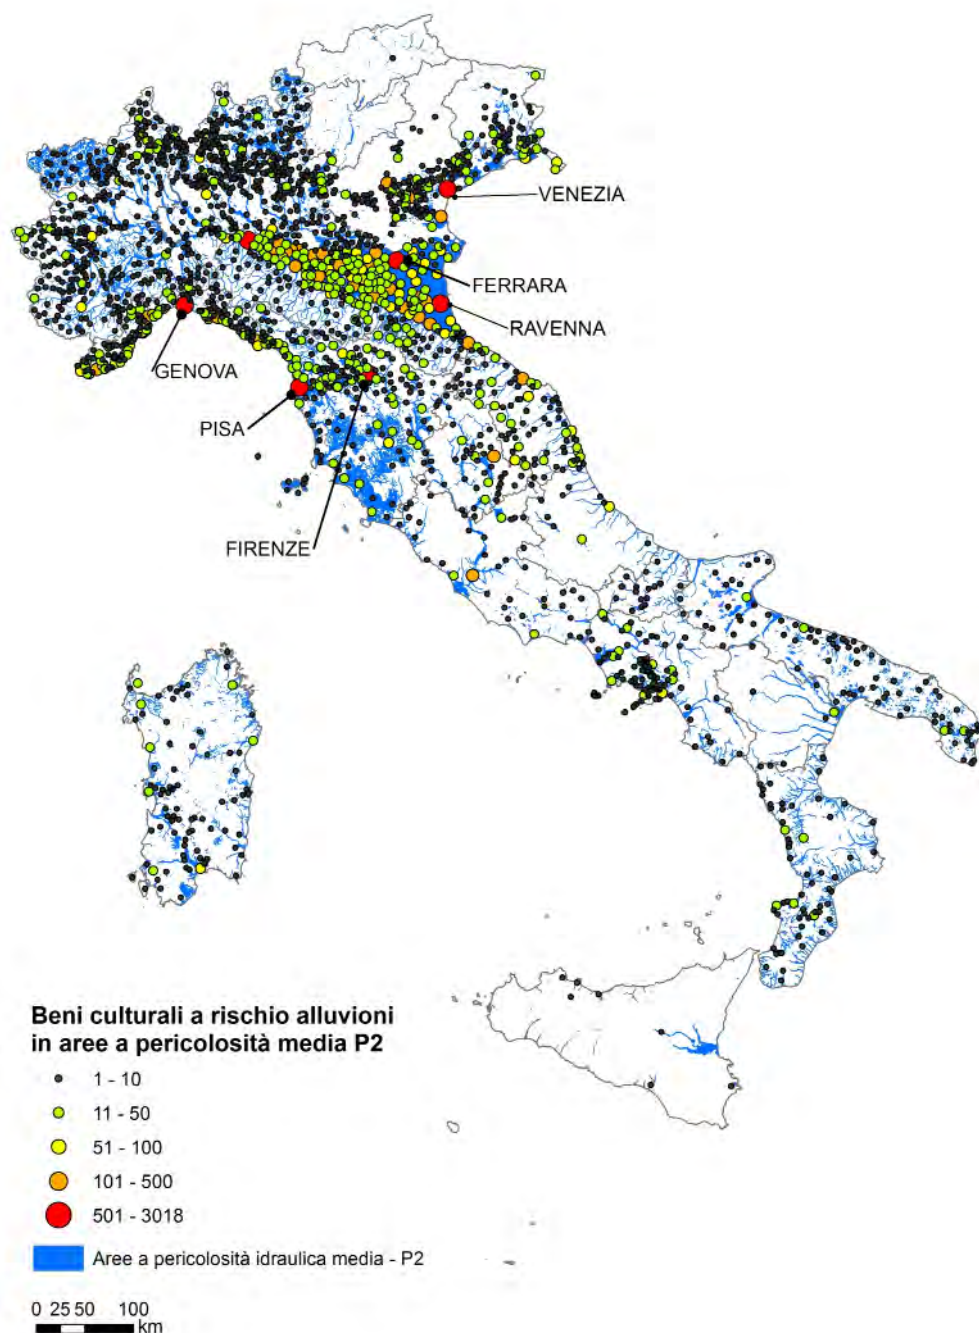 VENEZIA
FERRARA
RAVENNA
GENOVA
PISA
FIRENZE
Beni culturali a rischio alluvioni
in aree a pericolosità media P2
1 - 10
11 - 50
51 - 100
101 - 500
501 - 3018
Aree a pericolosità idraulica media - P2
0 25 50 100
km